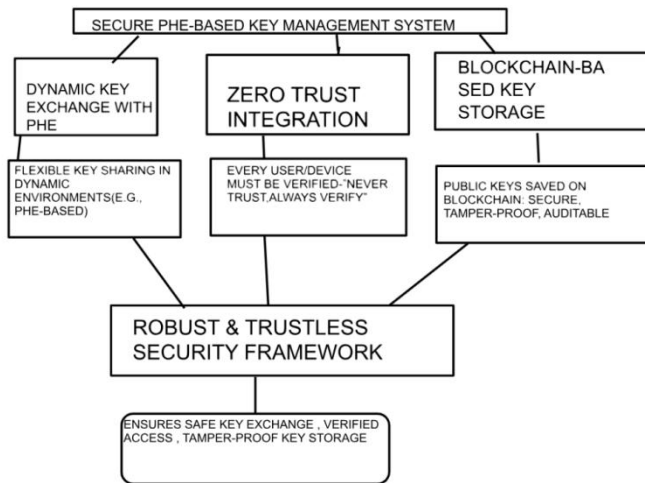 SECURE PHE-BASED KEY MANAGEMENT SYSTEM
DYNAMIC KEY
EXCHANGE WITH
PHE
ZERO TRUST
INTEGRATION
BLOCKCHAIN-BA
SED KEY
STORAGE
FLEXIBLE KEY SHARING IN
DYNAMIC
ENVIRONMENTS(E.G.,
PHE-BASED)
EVERY USER/DEVICE
MUST BE VERIFIED-"NEVER
TRUST,ALWAYS VERIFY"
PUBLIC KEYS SAVED ON
BLOCKCHAIN: SECURE,
TAMPER-PROOF, AUDITABLE
ROBUST & TRUSTLESS
SECURITY FRAMEWORK
ENSURES SAFE KEY EXCHANGE , VERIFIED
ACCESS , TAMPER-PROOF KEY STORAGE